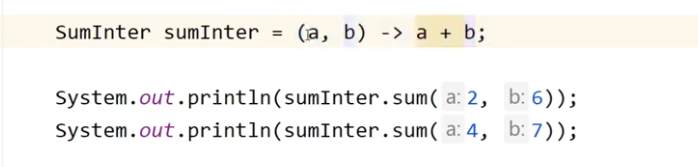 SumInter sumInter = (a, b) -> a + b;
System.out.println(sumInter.sum( a: 2, b: 6));
System.out.println(sumInter.sum( a: 4, b: 7));